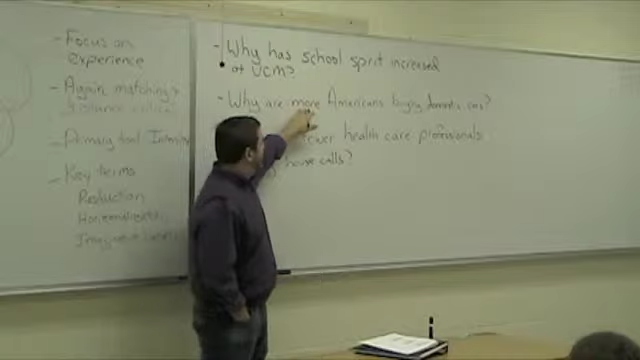 - Focus on
experience
- Again matching
- Primary tool Intensity
- Key terms
Reduction
- Why has school spirit increased
at UCM?
- Why are more Americans buying domestic cars?
fewer health care professionals
house calls?